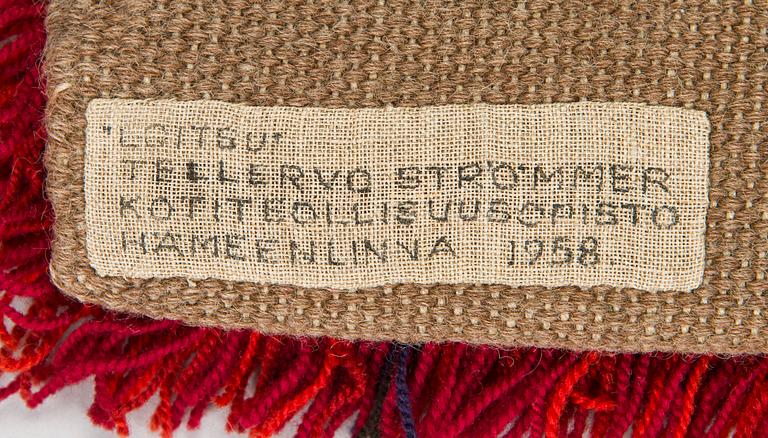 "LOITSU"
TELLERVO STRÖMMER
KOTITEOLLISUUSOPISTO
HÄMEENLINNA 1958.